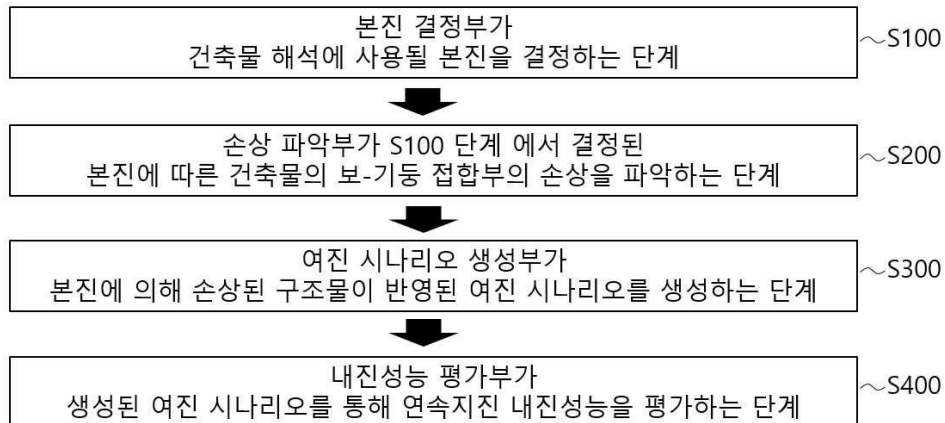 본진 결정부가
건축물 해석에 사용될 본진을 결정하는 단계
S100
손상 파악부가 S100 단계 에서 결정된
본진에 따른 건축물의 보-기둥 접합부의 손상을 파악하는 단계
S200
여진 시나리오 생성부가
본진에 의해 손상된 구조물이 반영된 여진 시나리오를 생성하는 단계
S300
내진성능 평가부가
생성된 여진 시나리오를 통해 연속지진 내진성능을 평가하는 단계
S400